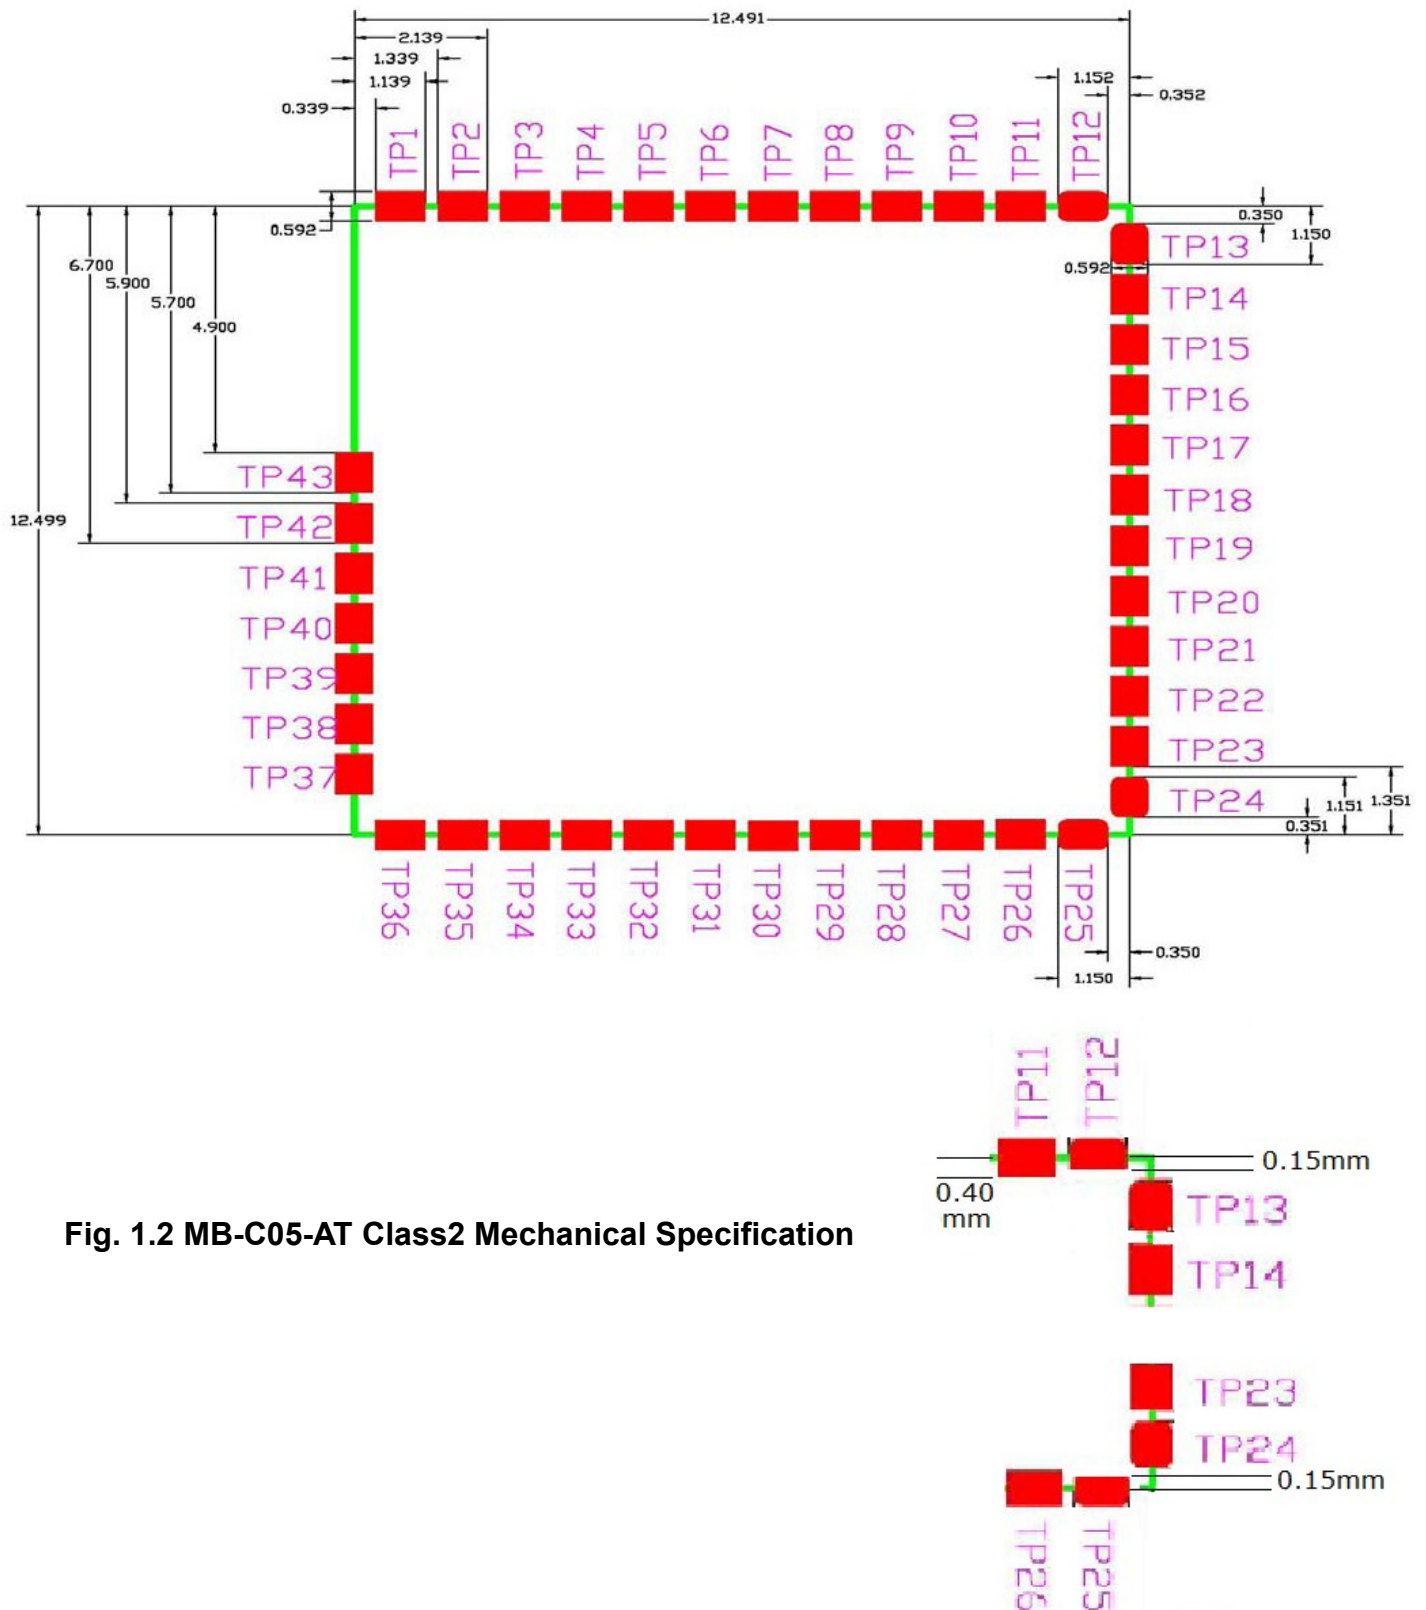 12.491
2.139
1.339
1.139
0.339
1.152
0.352
TP1
TP2
TP3
TP4
TP5
TP6
TP7
TP8
TP9
TP10
TP11
TP12
0.592
0.350
1.150
0.592
TP13
TP14
TP15
TP16
TP17
TP18
TP19
TP20
TP21
TP22
TP23
TP24
6.700
5.900
5.700
4.900
12.499
TP43
TP42
TP41
TP40
TP39
TP38
TP37
1.151
1.351
0.351
TP36
TP35
TP34
TP33
TP32
TP31
TP30
TP29
TP28
TP27
TP26
TP25
0.350
1.150
TP11
TP12
0.15mm
0.40
mm
TP13
TP14
Fig. 1.2 MB-C05-AT Class2 Mechanical Specification
TP23
TP24
0.15mm
TP26
TP25